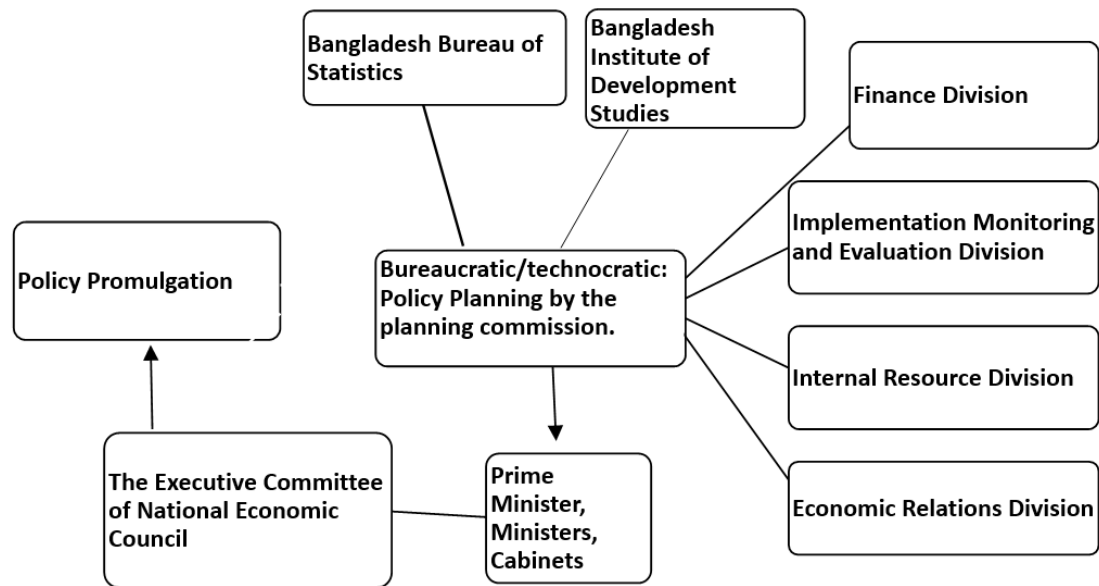 Bangladesh Bureau of
Statistics
Bangladesh
Institute of
Development
Studies
Finance Division
Implementation Monitoring
and Evaluation Division
Policy Promulgation
Bureaucratic/technocratic:
Policy Planning by the
planning commission.
Internal Resource Division
The Executive Committee
of National Economic
Council
Prime
Minister,
Ministers,
Cabinets
Economic Relations Division